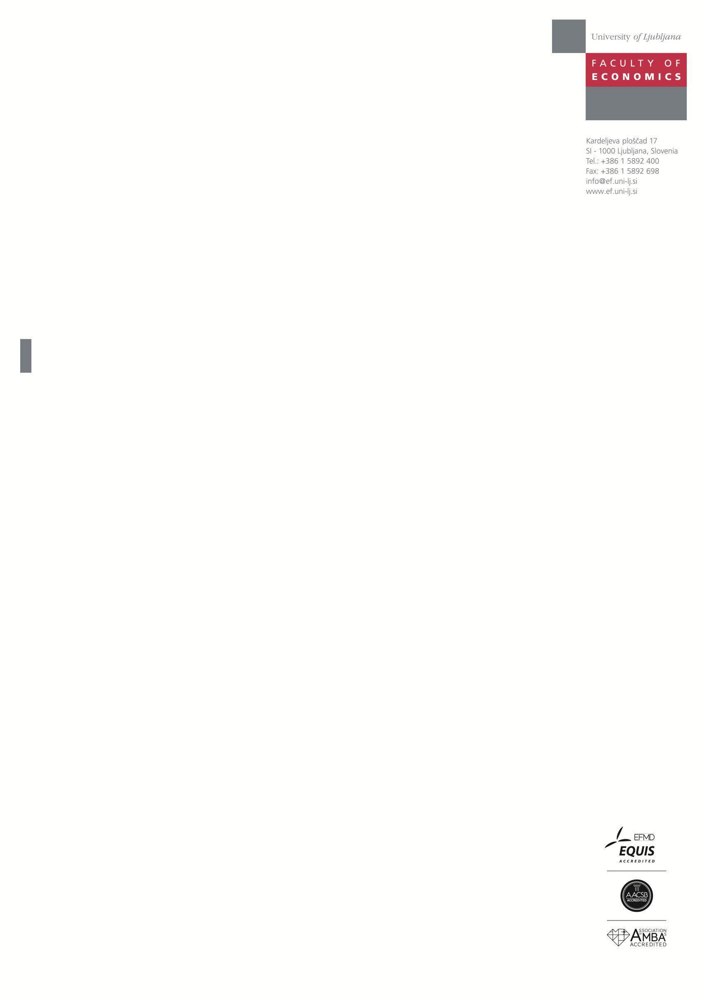 University of Ljubljana
FACULTY OF
ECONOMICS
Kardeljeva ploščad 17
SI - 1000 Ljubljana, Slovenia
Tel.: +386 1 5892 400
Fax: +386 1 5892 698
info@ef.uni-lj.si
www.ef.uni-lj.si
EFMD
EQUIS
ACCREDITED
AACSB
ACCREDITED
ASSOCIATION
OF MBAS
ACCREDITED